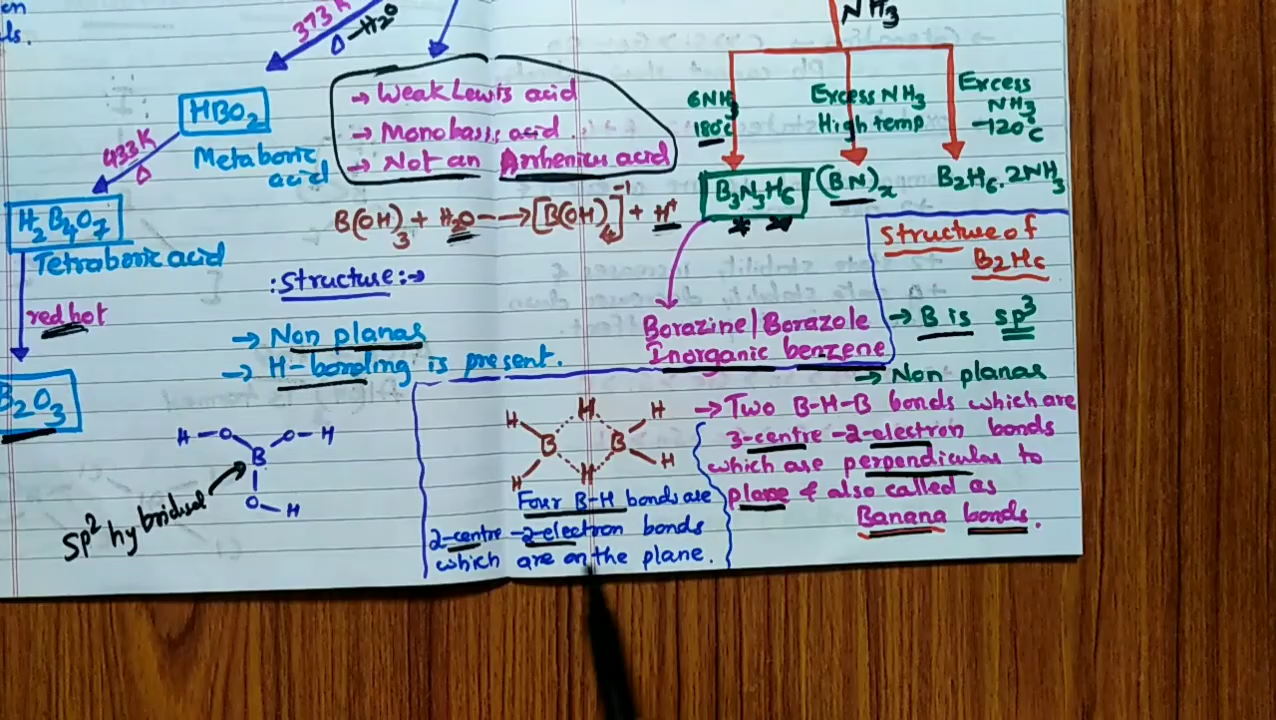 en
ls.
373K
Δ -H2O
HBO2
Metaboric
acid
433K
Δ
H2B4O7
Tetraboric acid
red hot
B2O3
→ Weak Lewis acid
→ Monobasic acid.
→ Not an Arrhenius acid
B(OH)3 + H2O → [B(OH)4]-1 + H+
:Structure:→
→ Non planar
→ H-bonding is present.
H-O O-H
B
O-H
sp2 hybridised
NH3
6NH3
180°C
Excess NH3
High temp
Excess
NH3
-120°C
B3N3H6
(BN)x
B2H6.2NH3
Borazine/Borazole
Inorganic benzene
Structure of
B2H6
→ B is sp3
→ Non planar
→ Two B-H-B bonds which are
3-centre-2-electron bonds
which are perpendicular to
plane & also called as
Banana bonds.
H H H
B B
H H H
Four B-H bonds are
2-centre-2-electron bonds
which are on the plane.